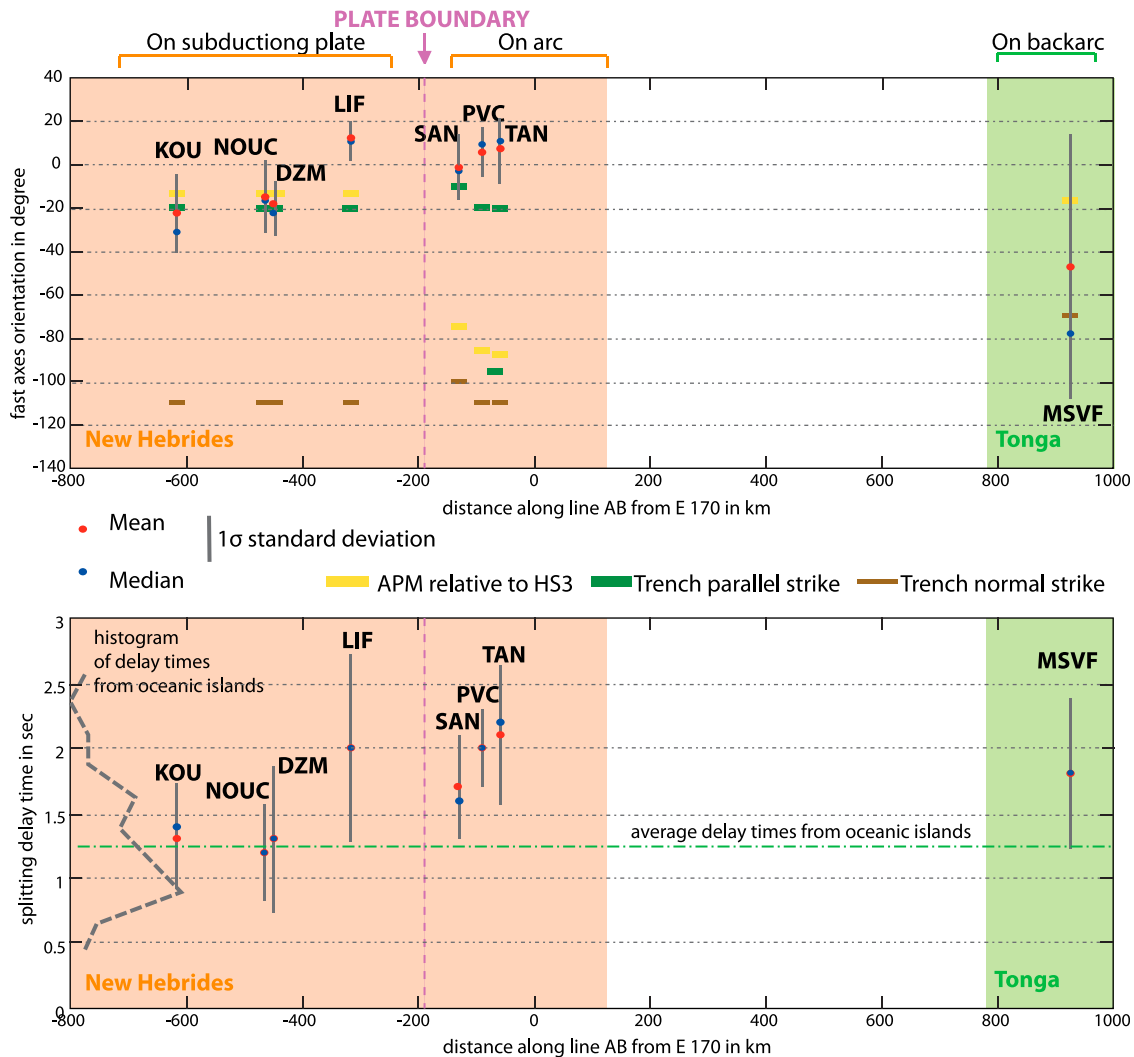 PLATE BOUNDARY
On subductiong plate
On arc
On backarc
40
20
0
-20
-40
-60
-80
-100
-120
-140
fast axes orientation in degree
KOU
NOUC
DZM
LIF
SAN
PVC
TAN
MSVF
New Hebrides
Tonga
-800
-600
-400
-200
0
200
400
600
800
1000
distance along line AB from E 170 in km
Mean
Median
1σ standard deviation
APM relative to HS3
Trench parallel strike
Trench normal strike
3
2.5
2
1.5
1
0.5
0
splitting delay time in sec
histogram
of delay times
from oceanic islands
KOU
NOUC
DZM
LIF
SAN
PVC
TAN
MSVF
average delay times from oceanic islands
New Hebrides
Tonga
-800
-600
-400
-200
0
200
400
600
800
1000
distance along line AB from E 170 in km